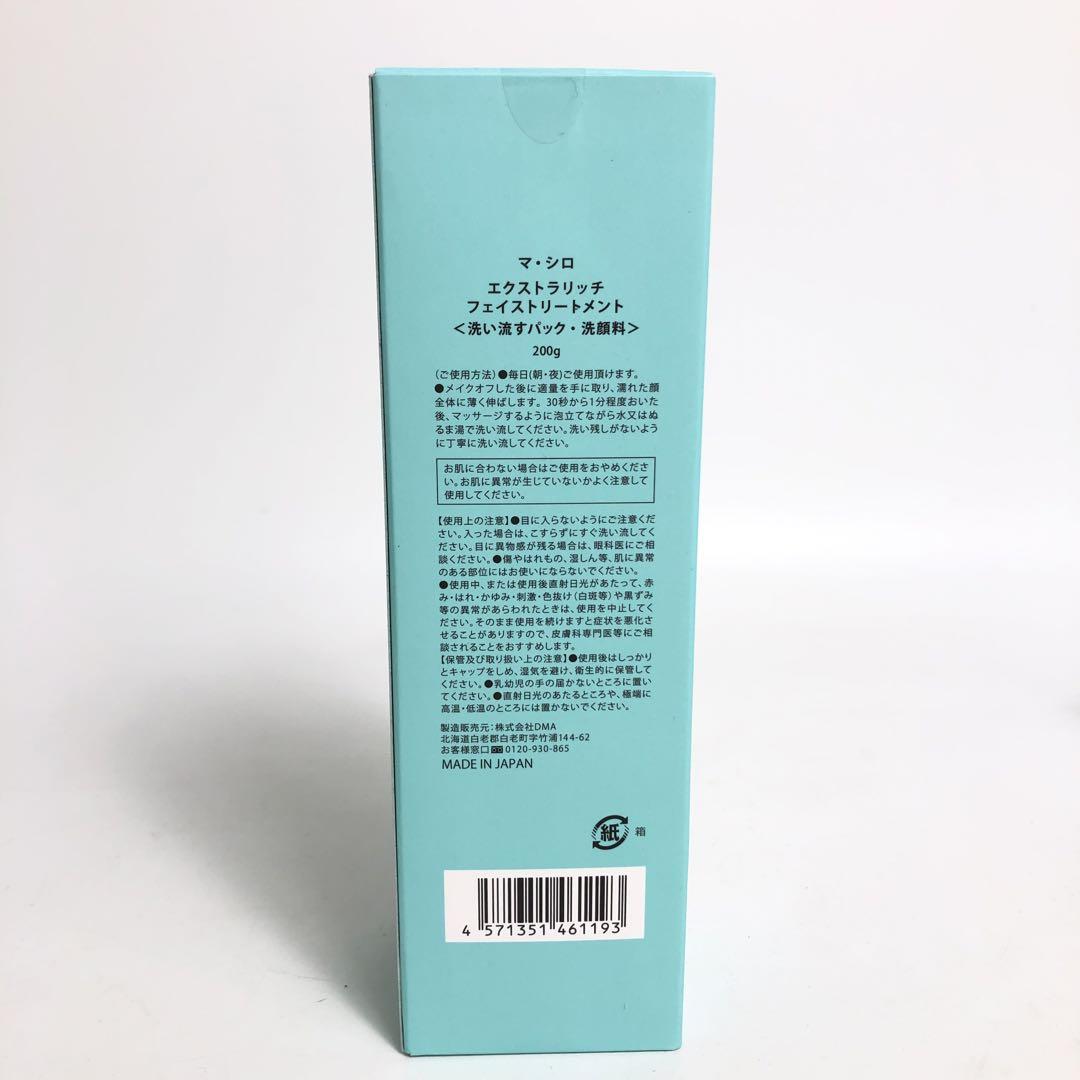 マ・シロ
エクストラリッチ
フェイストリートメント
＜洗い流すパック・洗顔料＞
200g
（ご使用方法）●毎日(朝・夜)ご使用頂けます。
●メイクオフした後に適量を手に取り、濡れた顔
全体に薄く伸ばします。30秒から1分程度おいた
後、マッサージするように泡立てながら水又はぬ
るま湯で洗い流してください。洗い残しがないよう
に丁寧に洗い流してください。
お肌に合わない場合はご使用をおやめくださ
い。お肌に異常が生じていないかよく注意して
使用してください。
【使用上の注意】●目に入らないようにご注意くだ
さい。入った場合は、こすらずにすぐ洗い流してく
ださい。目に異物感が残る場合は、眼科医にご相
談ください。●傷やはれもの、湿しん等、肌に異常
のある部位にはお使いにならないでください。
●使用中、または使用後直射日光があたって、赤
み・はれ・かゆみ・刺激・色抜け（白斑等）や黒ずみ
等の異常があらわれたときは、使用を中止してく
ださい。そのまま使用を続けますと症状を悪化さ
せることがありますので、皮膚科専門医等にご相
談されることをおすすめします。
【保管及び取り扱い上の注意】●使用後はしっかり
とキャップをしめ、湿気を避け、衛生的に保管して
ください。●乳幼児の手の届かないところに置い
てください。●直射日光のあたるところや、極端に
高温・低温のところには置かないでください。
製造販売元：株式会社DMA
北海道白老郡白老町字竹浦144-62
お客様窓口 0120-930-865
MADE IN JAPAN
紙 箱
4 571351 461193